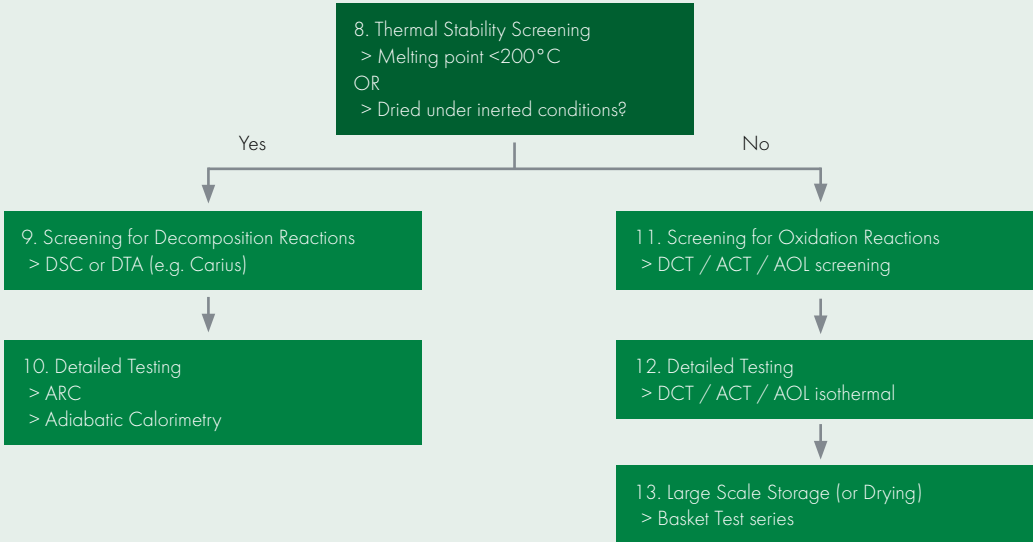 8. Thermal Stability Screening
> Melting point <200°C
OR
> Dried under inerted conditions?
Yes
No
9. Screening for Decomposition Reactions
> DSC or DTA (e.g. Carius)
11. Screening for Oxidation Reactions
> DCT / ACT / AOL screening
10. Detailed Testing
> ARC
> Adiabatic Calorimetry
12. Detailed Testing
> DCT / ACT / AOL isothermal
13. Large Scale Storage (or Drying)
> Basket Test series